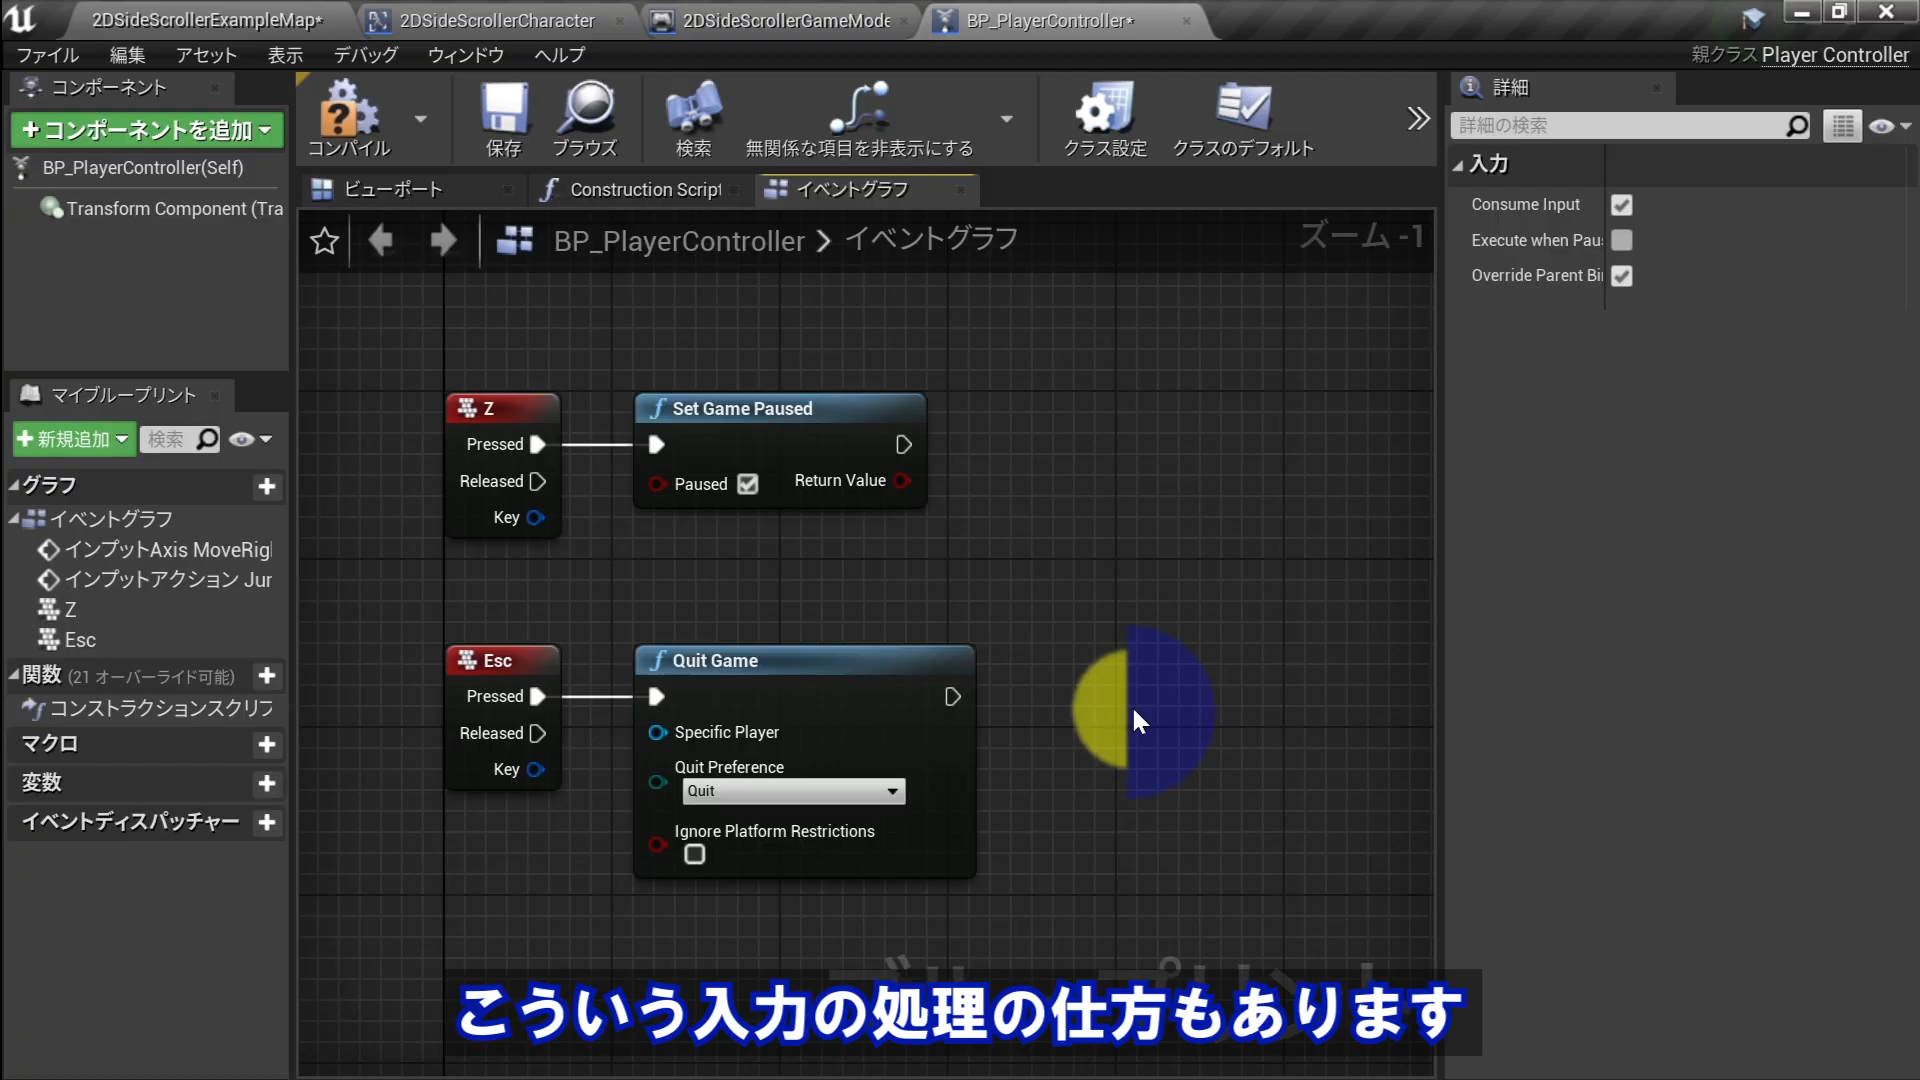 2DSideScrollerExampleMap*
2DSideScrollerCharacter
2DSideScrollerGameMode
BP_PlayerController*
ファイル
編集
アセット
表示
デバッグ
ウィンドウ
ヘルプ
親クラス Player Controller
コンポーネント
+コンポーネントを追加
BP_PlayerController(Self)
Transform Component (Tra
コンパイル
保存
ブラウズ
検索
無関係な項目を非表示にする
クラス設定
クラスのデフォルト
詳細
詳細の検索
入力
Consume Input
Execute when Pau
Override Parent Bi
ビューポート
Construction Script
イベントグラフ
BP_PlayerController > イベントグラフ
ズーム -1
マイブループリント
+新規追加
検索
グラフ
イベントグラフ
インプットAxis MoveRig
インプットアクション Jum
Z
Esc
関数 (21 オーバーライド可能)
コンストラクションスクリプ
マクロ
変数
イベントディスパッチャー
Z
Pressed
Released
Key
Set Game Paused
Paused
Return Value
Esc
Pressed
Released
Key
Quit Game
Specific Player
Quit Preference
Quit
Ignore Platform Restrictions
こういう入力の処理の仕方もあります